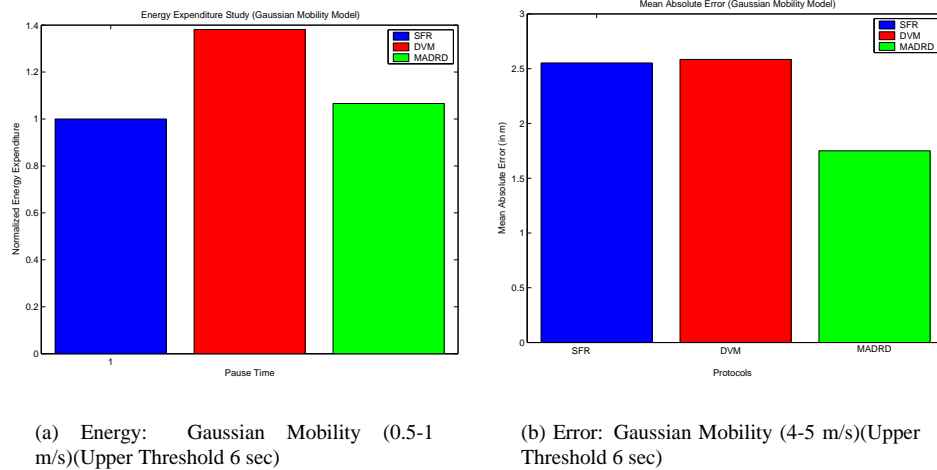 Energy Expenditure Study (Gaussian Mobility Model)
1.4
1.2
1
0.8
0.6
0.4
0.2
0
Normalized Energy Expenditure
SFR
DVM
MADRD
1
Pause Time
Mean Absolute Error (Gaussian Mobility Model)
3
2.5
2
1.5
1
0.5
0
Mean Absolute Error (in m)
SFR
DVM
MADRD
SFR
DVM
MADRD
Protocols
(a) Energy: Gaussian Mobility (0.5-1
m/s)(Upper Threshold 6 sec)
(b) Error: Gaussian Mobility (4-5 m/s)(Upper
Threshold 6 sec)